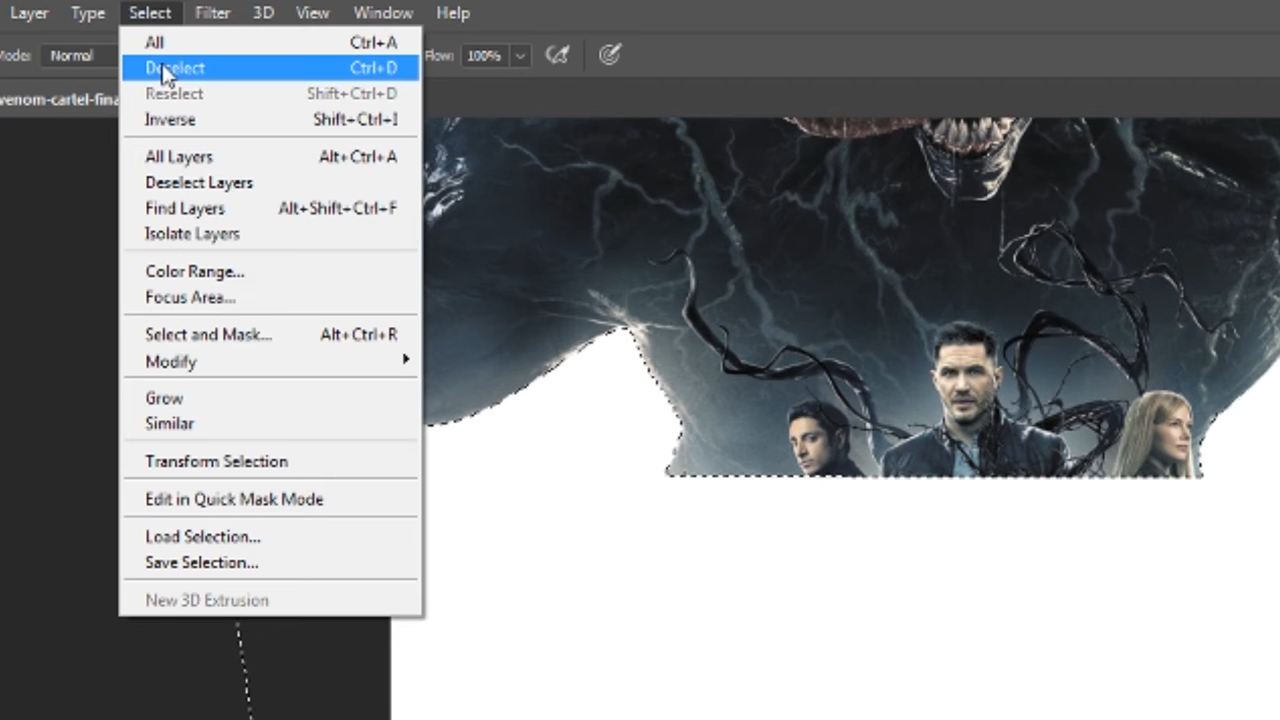 Layer Type Select Filter 3D View Window Help
Mode: Normal Flow: 100%
venom-cartel-fina
All Ctrl+A
Deselect Ctrl+D
Reselect Shift+Ctrl+D
Inverse Shift+Ctrl+I
All Layers Alt+Ctrl+A
Deselect Layers
Find Layers Alt+Shift+Ctrl+F
Isolate Layers
Color Range...
Focus Area...
Select and Mask... Alt+Ctrl+R
Modify
Grow
Similar
Transform Selection
Edit in Quick Mask Mode
Load Selection...
Save Selection...
New 3D Extrusion